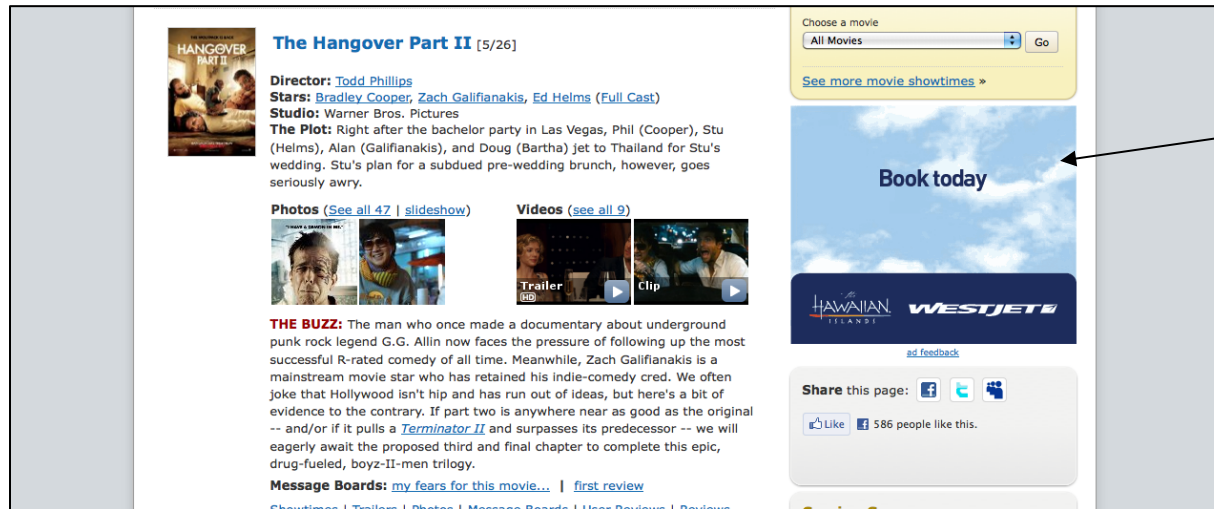 The Hangover Part II [5/26]
Director: Todd Phillips
Stars: Bradley Cooper, Zach Galifianakis, Ed Helms (Full Cast)
Studio: Warner Bros. Pictures
The Plot: Right after the bachelor party in Las Vegas, Phil (Cooper), Stu
(Helms), Alan (Galifianakis), and Doug (Bartha) jet to Thailand for Stu's
wedding. Stu's plan for a subdued pre-wedding brunch, however, goes
seriously awry.
Photos (See all 47 | slideshow)
Videos (see all 9)
Trailer
HD
Clip
THE BUZZ: The man who once made a documentary about underground
punk rock legend G.G. Allin now faces the pressure of following up the most
successful R-rated comedy of all time. Meanwhile, Zach Galifianakis is a
mainstream movie star who has retained his indie-comedy cred. We often
joke that Hollywood isn't hip and has run out of ideas, but here's a bit of
evidence to the contrary. If part two is anywhere near as good as the original
-- and/or if it pulls a Terminator II and surpasses its predecessor -- we will
eagerly await the proposed third and final chapter to complete this epic,
drug-fueled, boyz-II-men trilogy.
Message Boards: my fears for this movie... | first review
Showtimes | Trailers | Photos | Message Boards | User Reviews | Reviews
HANGOVER
PART II
Choose a movie
All Movies
Go
See more movie showtimes »
Book today
the
HAWAIIAN
ISLANDS
WESTJET
ad feedback
Share this page:
Like
586 people like this.